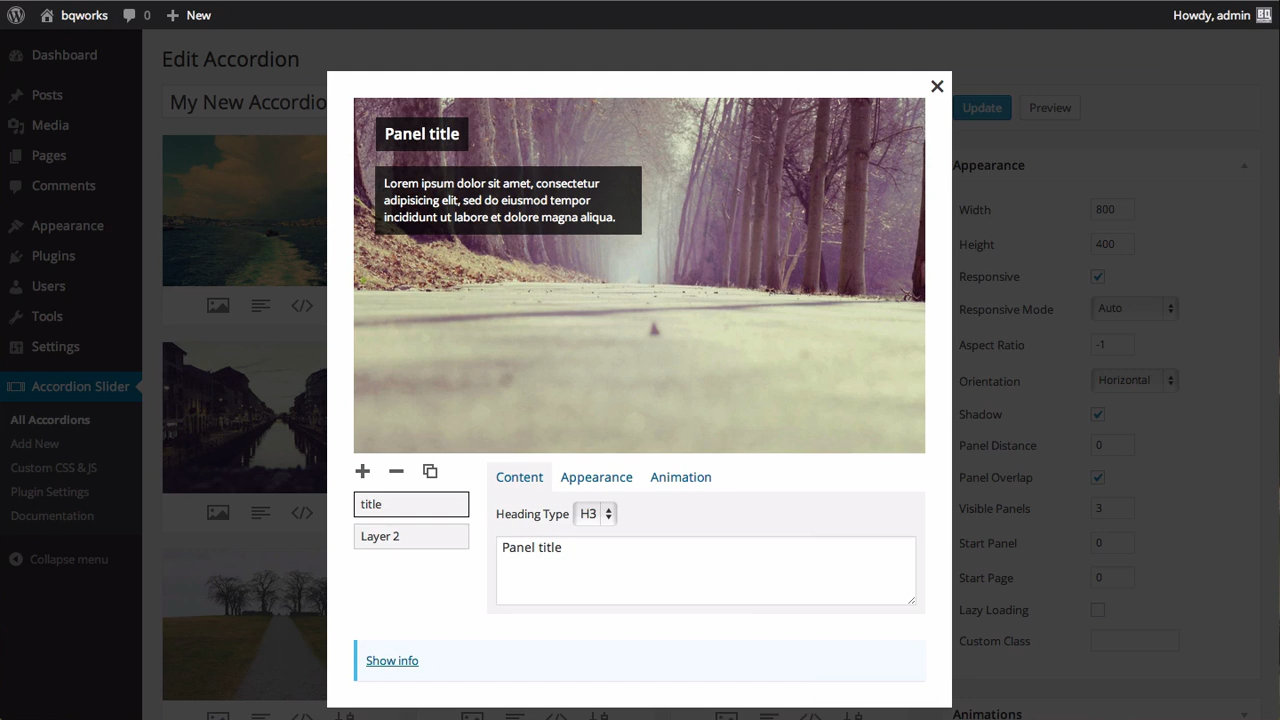 bqworks
0
New
Howdy, admin
BQ
Dashboard
Posts
Media
Pages
Comments
Appearance
Plugins
Users
Tools
Settings
Accordion Slider
All Accordions
Add New
Custom CSS & JS
Plugin Settings
Documentation
Collapse menu
Edit Accordion
My New Accordio
Panel title
Lorem ipsum dolor sit amet, consectetur
adipisicing elit, sed do eiusmod tempor
incididunt ut labore et dolore magna aliqua.
title
Layer 2
Content Appearance Animation
Heading Type H3
Panel title
Show info
Update Preview
Appearance
Width 800
Height 400
Responsive
Responsive Mode Auto
Aspect Ratio -1
Orientation Horizontal
Shadow
Panel Distance 0
Panel Overlap
Visible Panels 3
Start Panel 0
Start Page 0
Lazy Loading
Custom Class
Animations